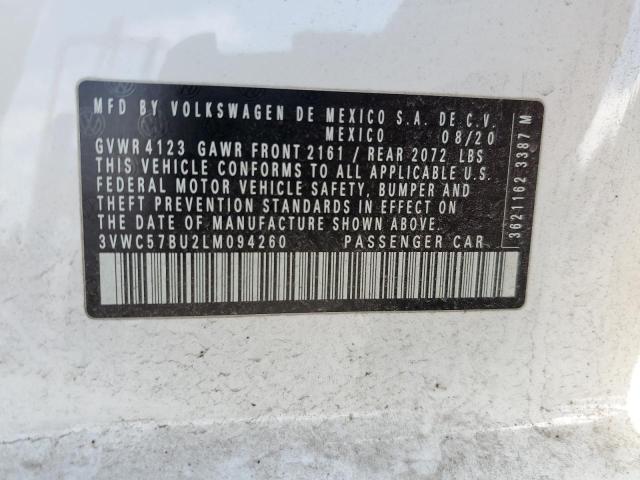 MFD BY VOLKSWAGEN DE MEXICO S.A. DE C.V.
MEXICO 08/20
GVWR 4123 GAWR FRONT 2161 / REAR 2072 LBS
THIS VEHICLE CONFORMS TO ALL APPLICABLE U.S.
FEDERAL MOTOR VEHICLE SAFETY, BUMPER AND
THEFT PREVENTION STANDARDS IN EFFECT ON
THE DATE OF MANUFACTURE SHOWN ABOVE.
3VWC57BU2LM094260 PASSENGER CAR
3621162 3387 M